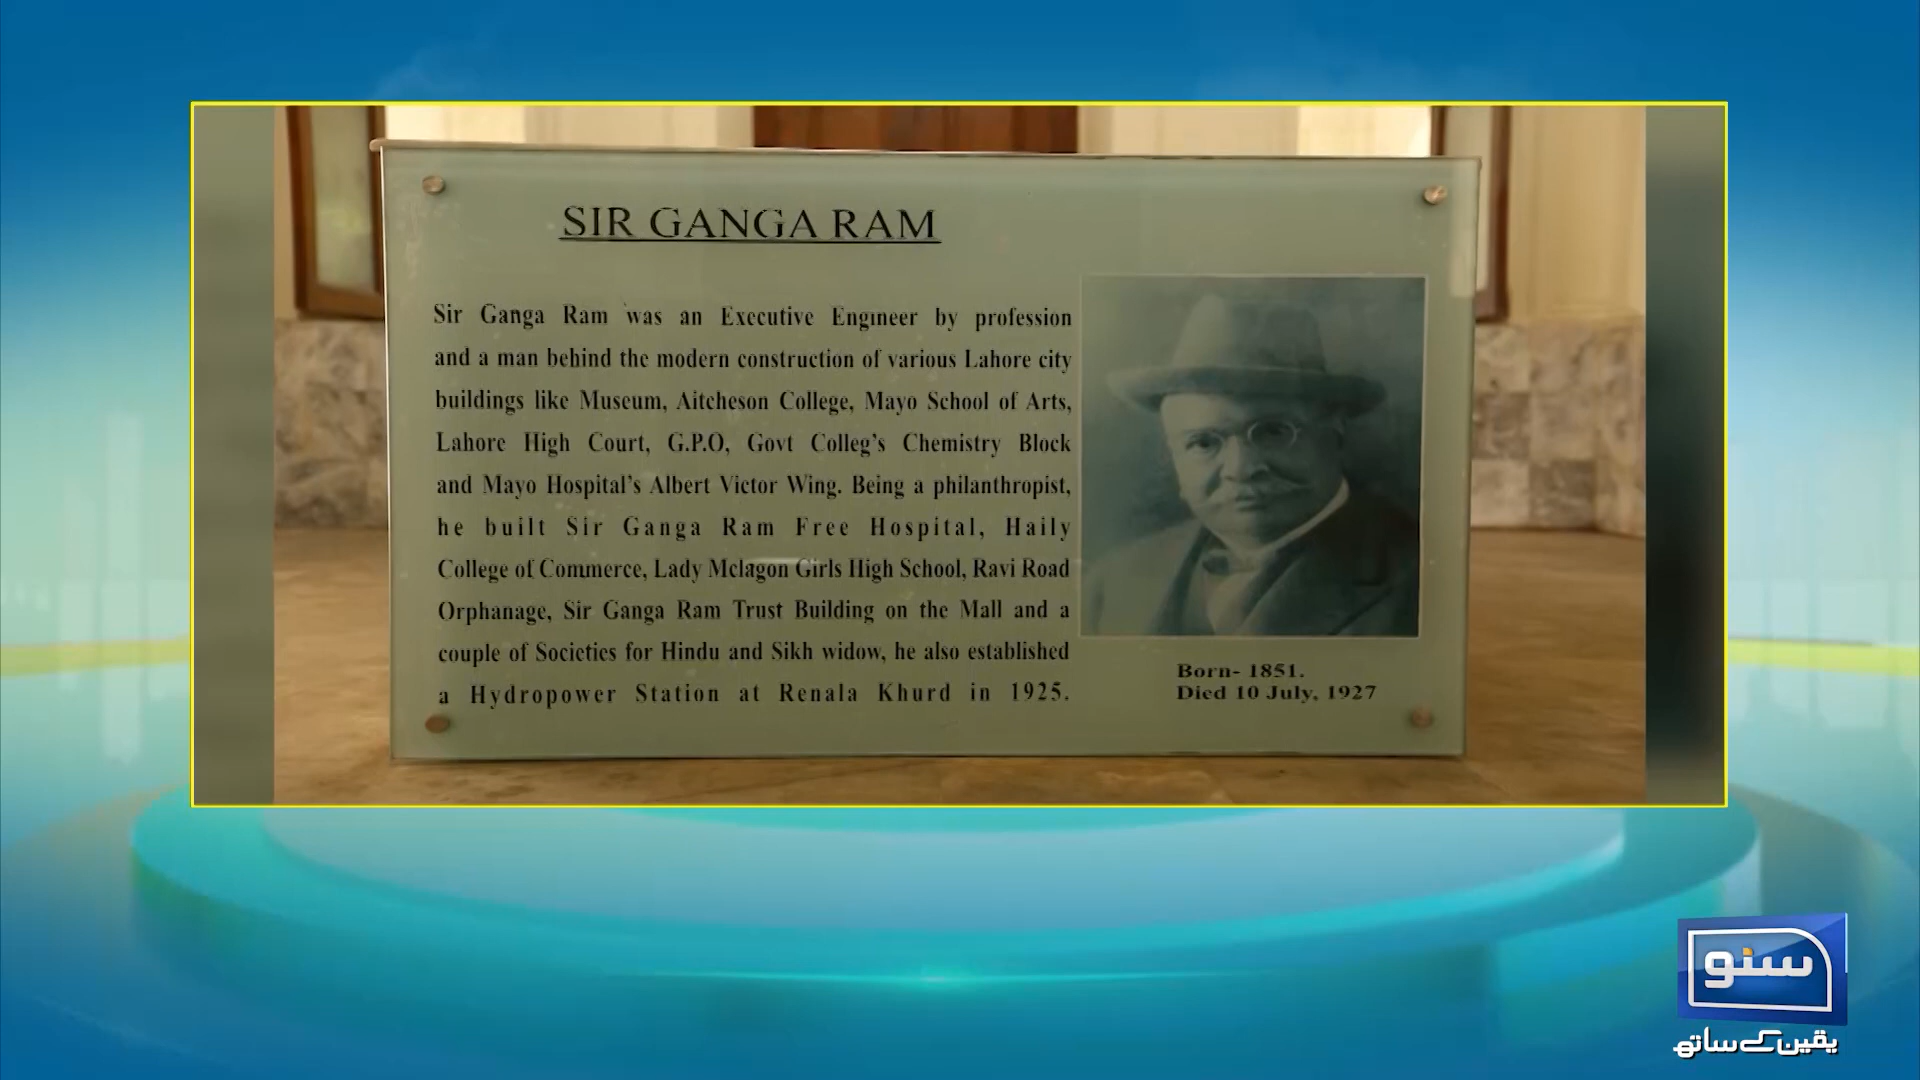 SIR GANGA RAM
Sir Ganga Ram was an Executive Engineer by profession
and a man behind the modern construction of various Lahore city
buildings like Museum, Aitcheson College, Mayo School of Arts,
Lahore High Court, G.P.O, Govt Colleg's Chemistry Block
and Mayo Hospital's Albert Victor Wing. Being a philanthropist,
he built Sir Ganga Ram Free Hospital, Haily
College of Commerce, Lady Mclagon Girls High School, Ravi Road
Orphanage, Sir Ganga Ram Trust Building on the Mall and a
couple of Societies for Hindu and Sikh widow, he also established
a Hydropower Station at Renala Khurd in 1925.
Born- 1851.
Died 10 July, 1927
سنو
یقین کے ساتھ